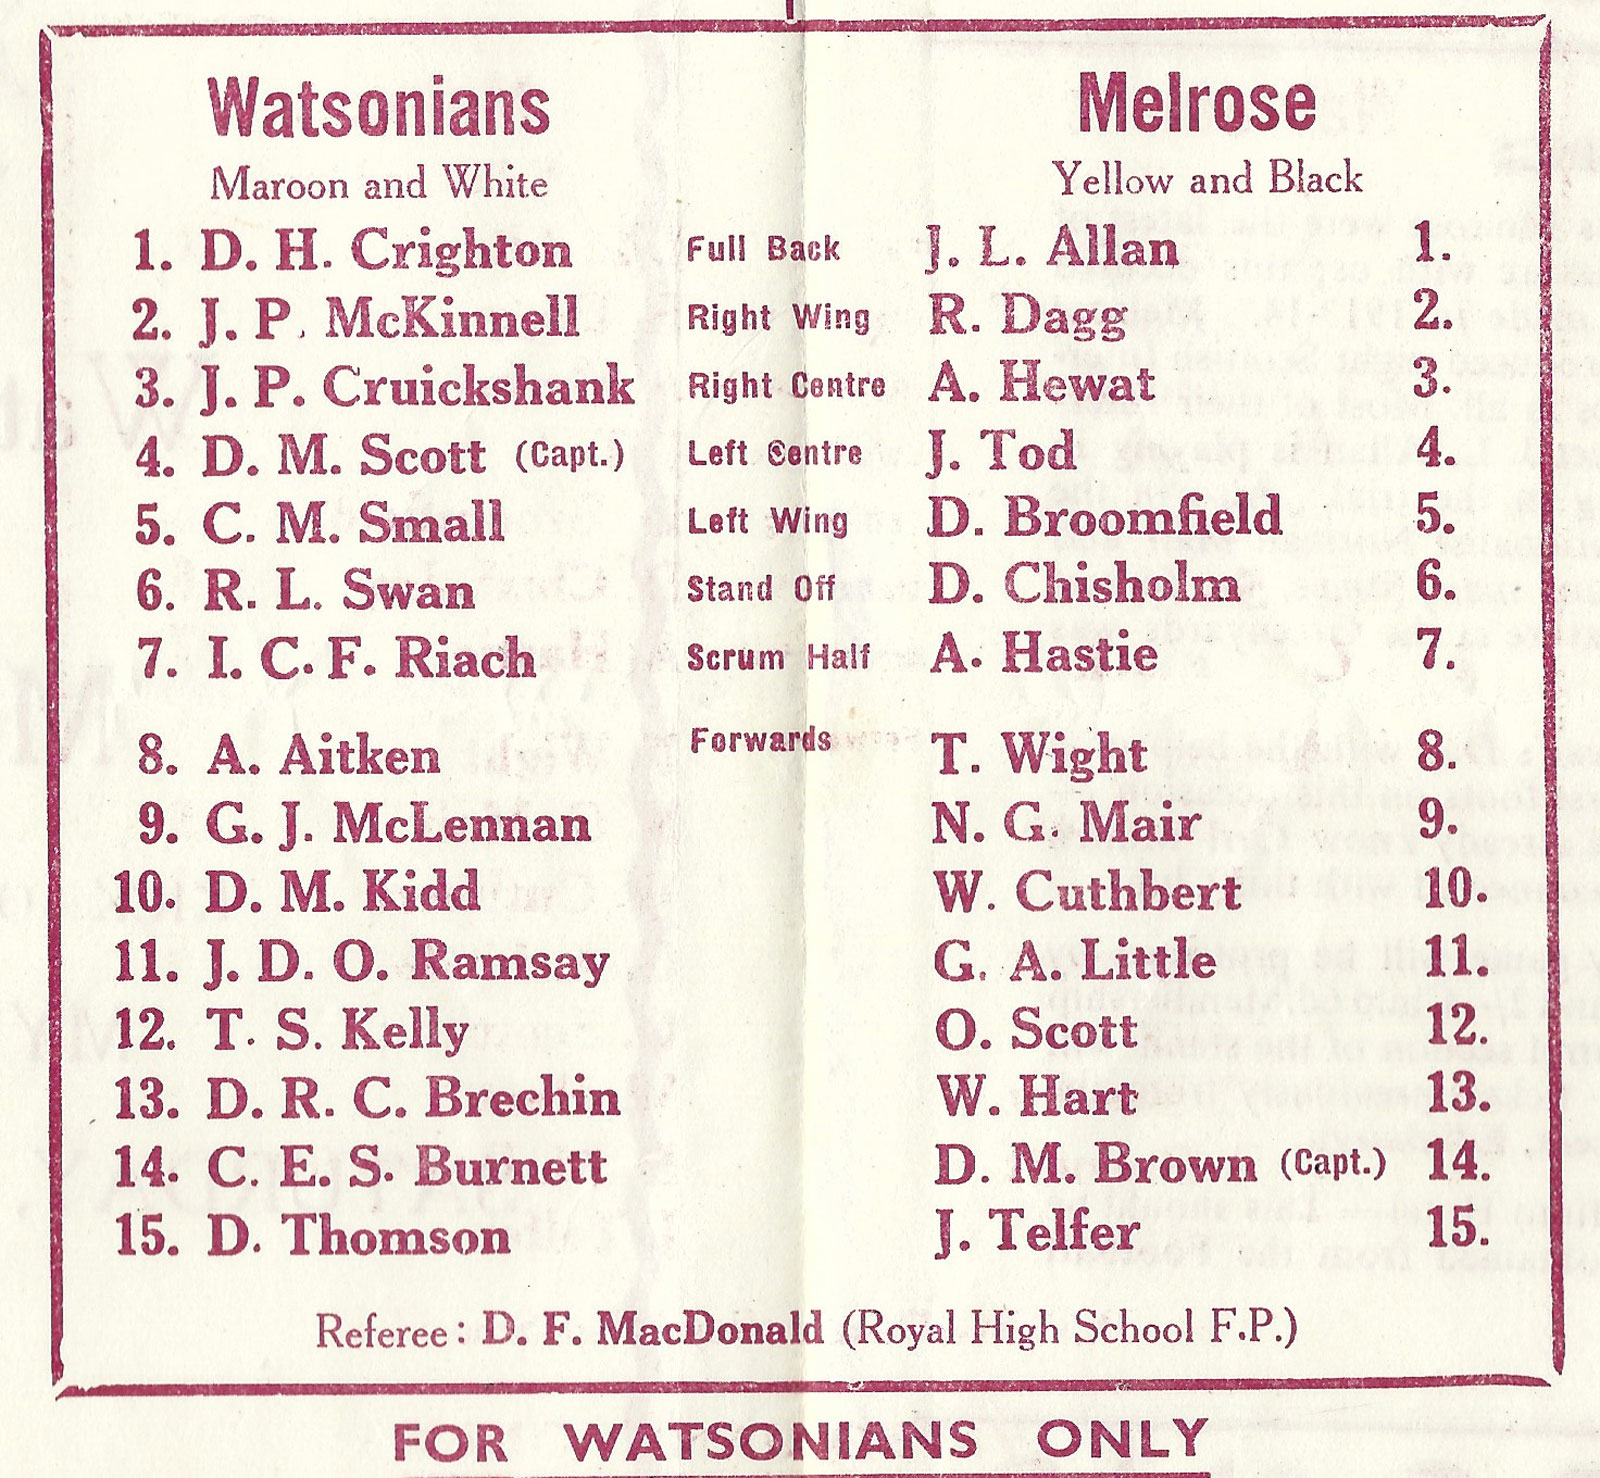 Watsonians Melrose
Maroon and White Yellow and Black
1. D. H. Crighton Full Back J. L. Allan 1.
2. J. P. McKinnell Right Wing R. Dagg 2.
3. J. P. Cruickshank Right Centre A. Hewat 3.
4. D. M. Scott (Capt.) Left Centre J. Tod 4.
5. C. M. Small Left Wing D. Broomfield 5.
6. R. L. Swan Stand Off D. Chisholm 6.
7. I. C. F. Riach Scrum Half A. Hastie 7.
8. A. Aitken Forwards T. Wight 8.
9. G. J. McLennan N. G. Mair 9.
10. D. M. Kidd W. Cuthbert 10.
11. J. D. O. Ramsay G. A. Little 11.
12. T. S. Kelly O. Scott 12.
13. D. R. C. Brechin W. Hart 13.
14. C. E. S. Burnett D. M. Brown (Capt.) 14.
15. D. Thomson J. Telfer 15.
Referee: D. F. MacDonald (Royal High School F.P.)
FOR WATSONIANS ONLY